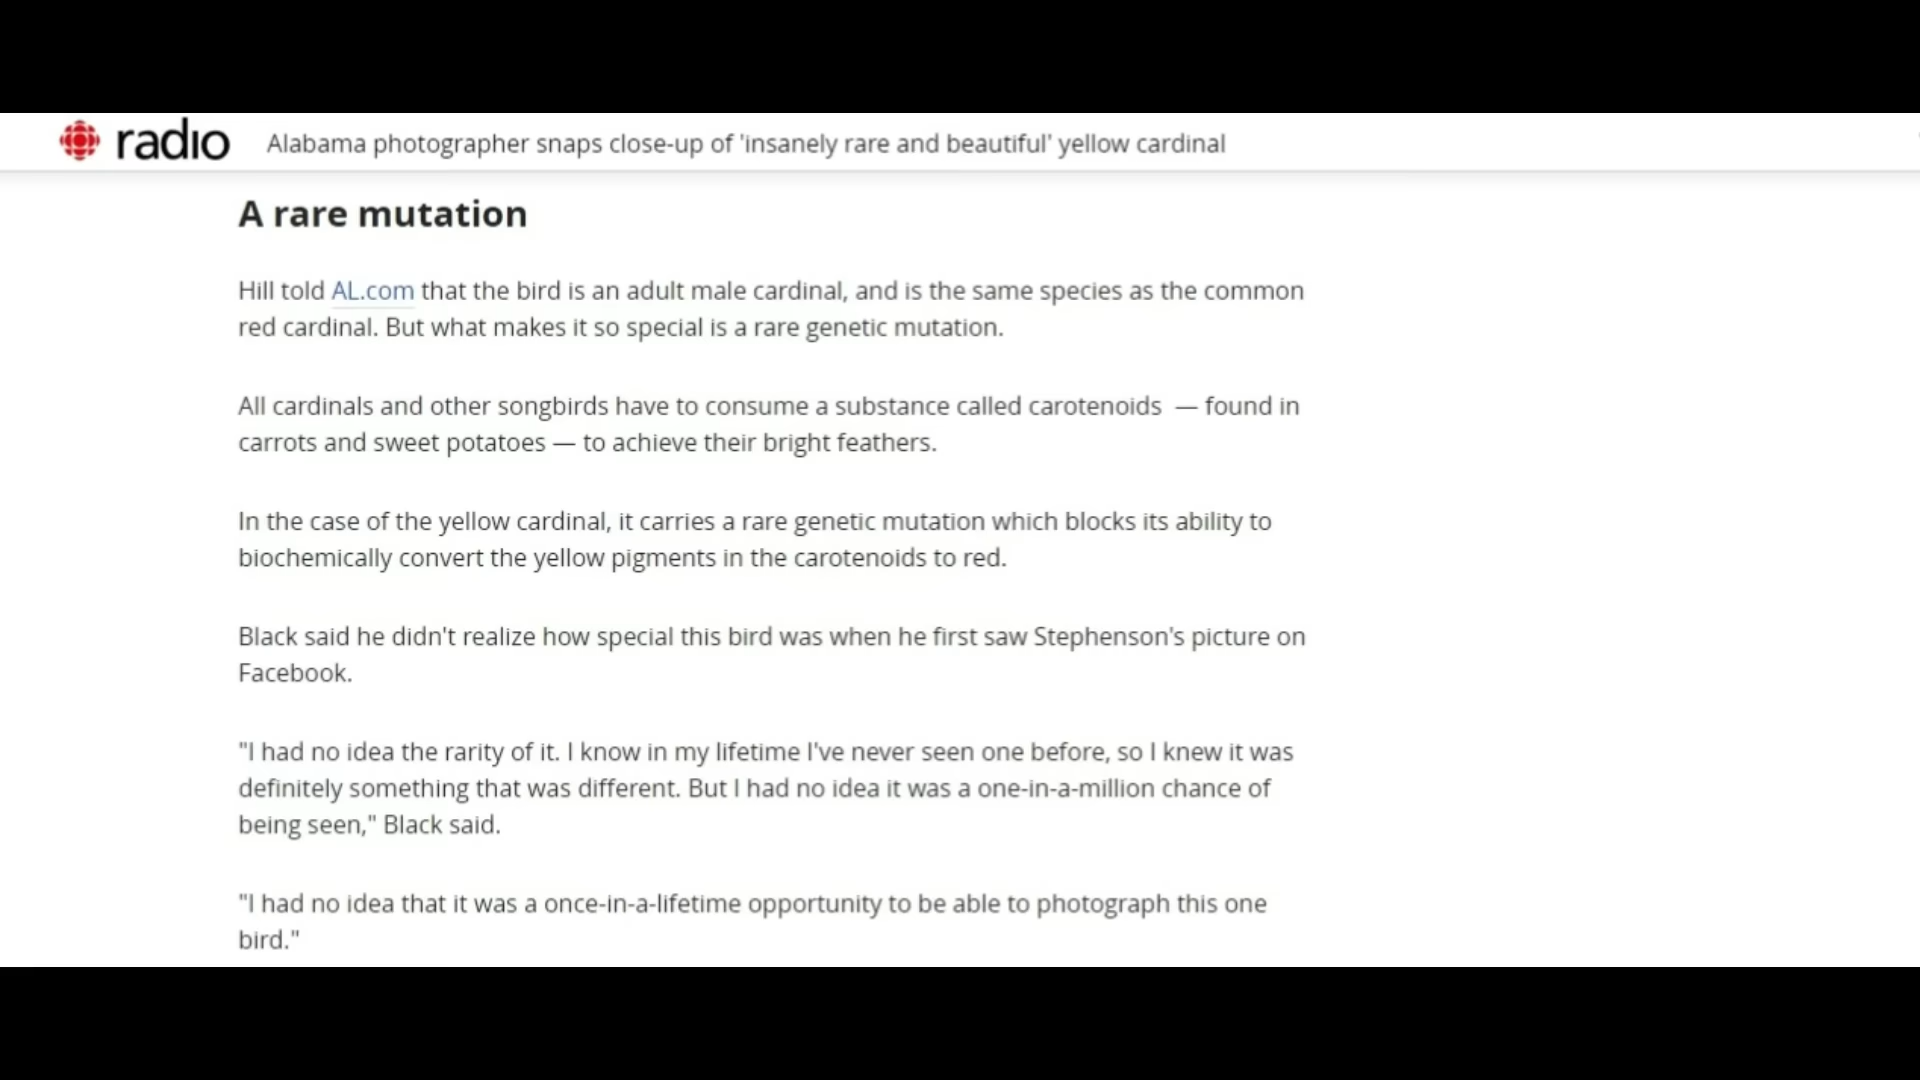 radio Alabama photographer snaps close-up of 'insanely rare and beautiful' yellow cardinal
A rare mutation
Hill told AL.com that the bird is an adult male cardinal, and is the same species as the common
red cardinal. But what makes it so special is a rare genetic mutation.
All cardinals and other songbirds have to consume a substance called carotenoids — found in
carrots and sweet potatoes — to achieve their bright feathers.
In the case of the yellow cardinal, it carries a rare genetic mutation which blocks its ability to
biochemically convert the yellow pigments in the carotenoids to red.
Black said he didn't realize how special this bird was when he first saw Stephenson's picture on
Facebook.
"I had no idea the rarity of it. I know in my lifetime I've never seen one before, so I knew it was
definitely something that was different. But I had no idea it was a one-in-a-million chance of
being seen," Black said.
"I had no idea that it was a once-in-a-lifetime opportunity to be able to photograph this one
bird."